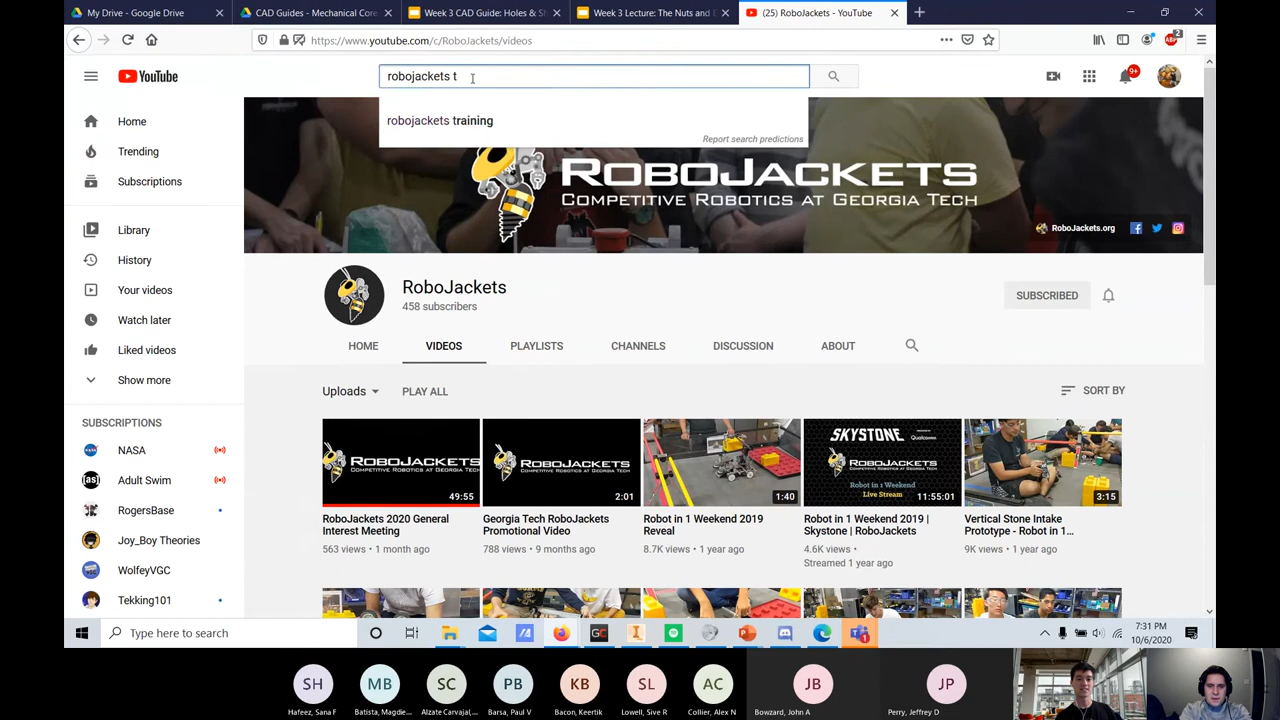 My Drive - Google Drive
CAD Guides - Mechanical Core
Week 3 CAD Guide: Holes & Sh
Week 3 Lecture: The Nuts and E
(25) RoboJackets - YouTube
https://www.youtube.com/c/RoboJackets/videos
2
YouTube
robojackets t
9+
robojackets training
Report search predictions
ROBOJACKETS
COMPETITIVE ROBOTICS AT GEORGIA TECH
RoboJackets.org
Home
Trending
Subscriptions
Library
History
Your videos
Watch later
Liked videos
Show more
SUBSCRIPTIONS
NASA
Adult Swim
RogersBase
Joy_Boy Theories
WolfeyVGC
Tekking101
RoboJackets
458 subscribers
SUBSCRIBED
HOME VIDEOS PLAYLISTS CHANNELS DISCUSSION ABOUT
Uploads PLAY ALL SORT BY
ROBOJACKETS
COMPETITIVE ROBOTICS AT GEORGIA TECH
49:55
RoboJackets 2020 General
Interest Meeting
563 views • 1 month ago
ROBOJACKETS
COMPETITIVE ROBOTICS AT GEORGIA TECH
2:01
Georgia Tech RoboJackets
Promotional Video
788 views • 9 months ago
1:40
Robot in 1 Weekend 2019
Reveal
8.7K views • 1 year ago
SKYSTONE
Qualcomm
ROBOJACKETS
COMPETITIVE ROBOTICS AT GEORGIA TECH
Robot in 1 Weekend
Live Stream
11:55:01
Robot in 1 Weekend 2019 |
Skystone | RoboJackets
4.6K views •
Streamed 1 year ago
3:15
Vertical Stone Intake
Prototype - Robot in 1...
9K views • 1 year ago
Type here to search
GC
7:31 PM
10/6/2020
SH
Hafeez, Sana F
MB
Batista, Magdie...
SC
Alzate Carvajal,...
PB
Barsa, Paul V
KB
Bacon, Keertik
SL
Lowell, Sive R
AC
Collier, Alan N
JB
Bowzard, John A
JP
Perry, Jeffrey D